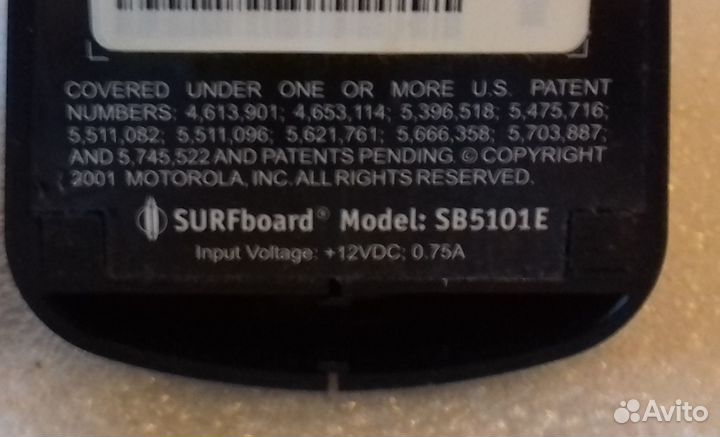 COVERED UNDER ONE OR MORE U.S. PATENT
NUMBERS: 4,613,901; 4,653,114; 5,396,518; 5,475,716;
5,511,082; 5,511,096; 5,621,761; 5,666,358; 5,703,887;
AND 5,745,522 AND PATENTS PENDING. © COPYRIGHT
2001 MOTOROLA, INC. ALL RIGHTS RESERVED.
SURFboard® Model: SB5101E
Input Voltage: +12VDC; 0.75A
Avito